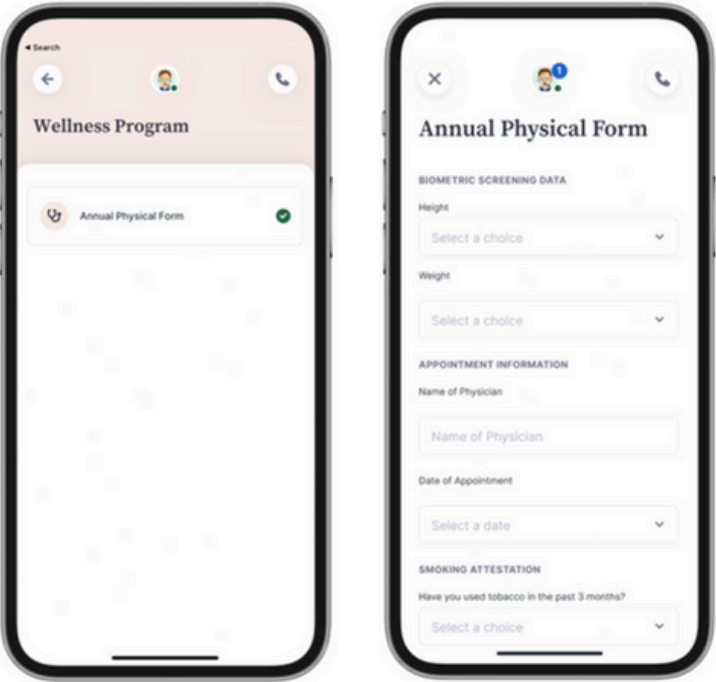 ◂ Search
Wellness Program
Annual Physical Form
1
Annual Physical Form
BIOMETRIC SCREENING DATA
Height
Select a choice
Weight
Select a choice
APPOINTMENT INFORMATION
Name of Physician
Name of Physician
Date of Appointment
Select a date
SMOKING ATTESTATION
Have you used tobacco in the past 3 months?
Select a choice